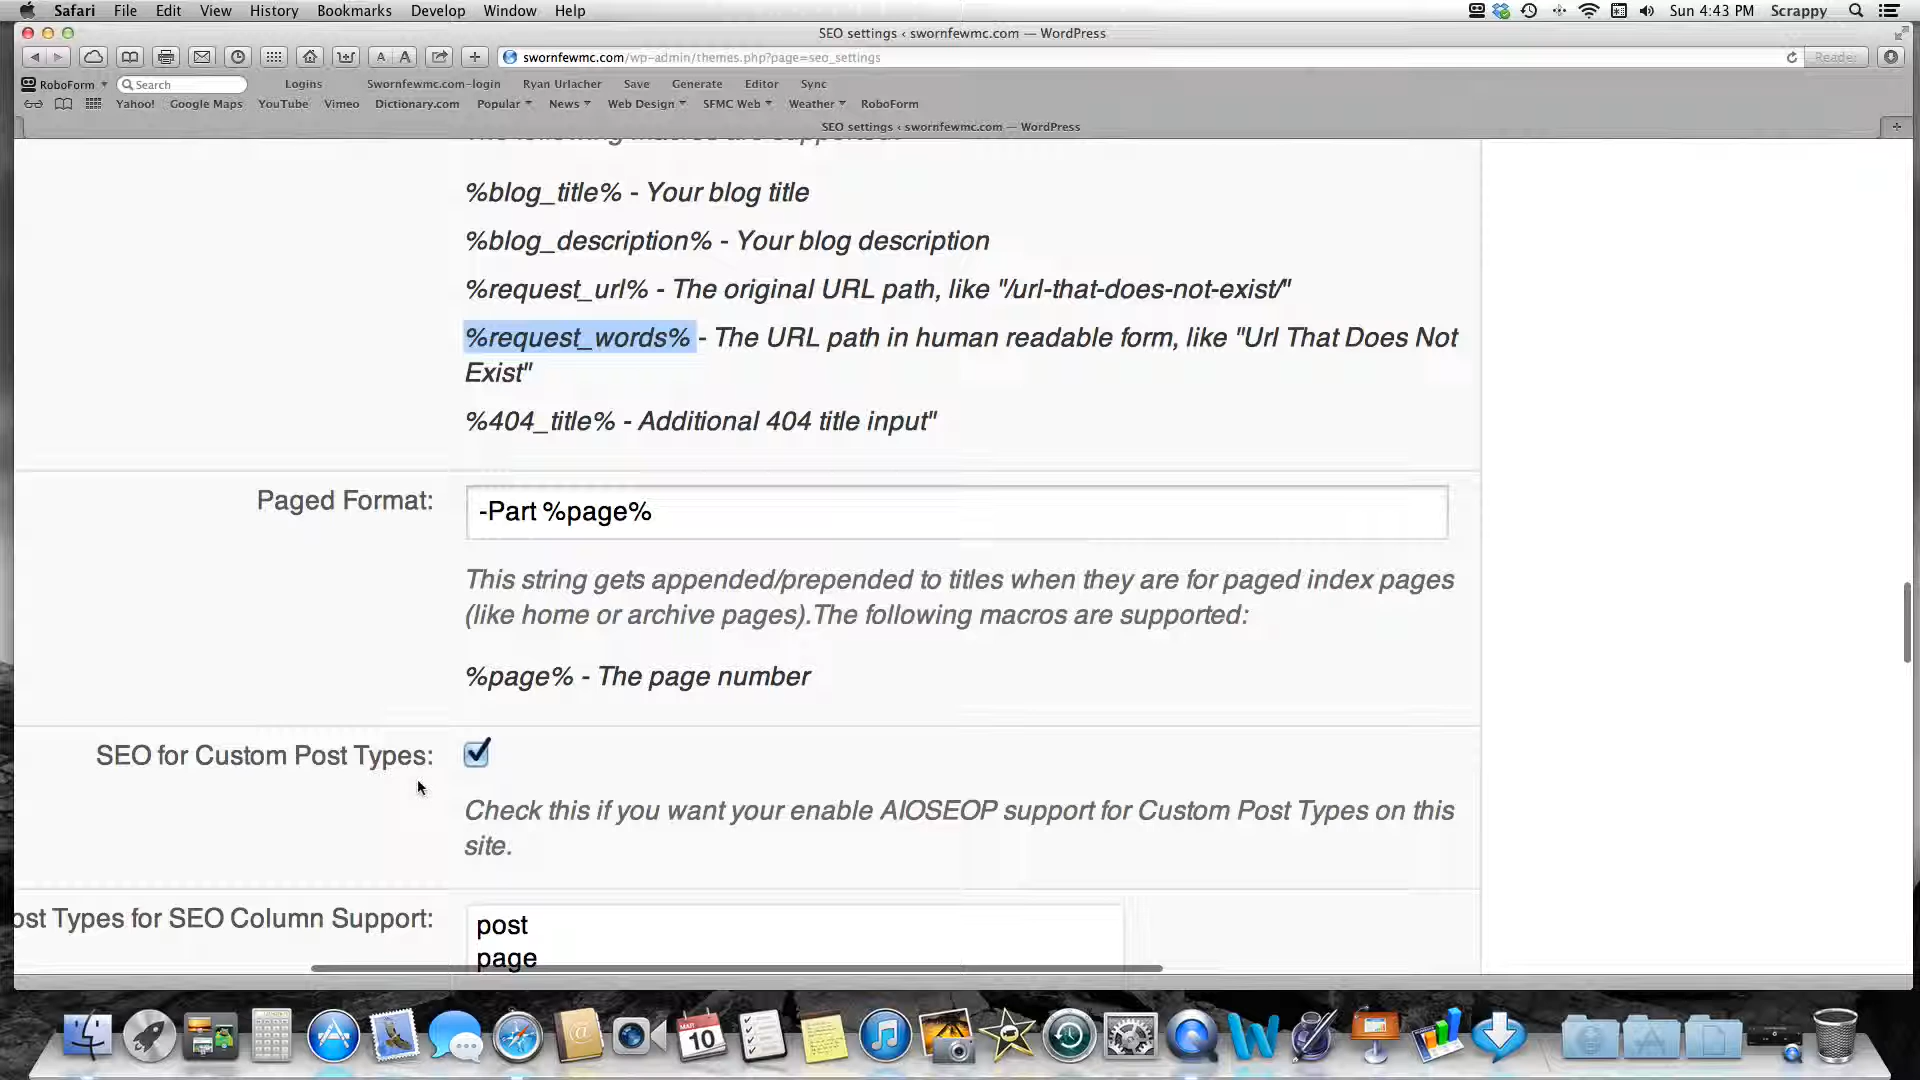 Safari File Edit View History Bookmarks Develop Window Help Sun 4:43 PM Scrappy
SEO settings ‹ swornfewmc.com — WordPress
A A swornfewmc.com/wp-admin/themes.php?page=seo_settings Reader
RoboForm Search Logins Swornfewmc.com-login Ryan Urlacher Save Generate Editor Sync
Yahoo! Google Maps YouTube Vimeo Dictionary.com Popular News Web Design SFMC Web Weather RoboForm
SEO settings ‹ swornfewmc.com — WordPress
The following macros are supported:
%blog_title% - Your blog title
%blog_description% - Your blog description
%request_url% - The original URL path, like "/url-that-does-not-exist/"
%request_words% - The URL path in human readable form, like "Url That Does Not
Exist"
%404_title% - Additional 404 title input"
Paged Format: -Part %page%
This string gets appended/prepended to titles when they are for paged index pages
(like home or archive pages).The following macros are supported:
%page% - The page number
SEO for Custom Post Types:
Check this if you want your enable AIOSEOP support for Custom Post Types on this
site.
ost Types for SEO Column Support: post
page
MAR
10